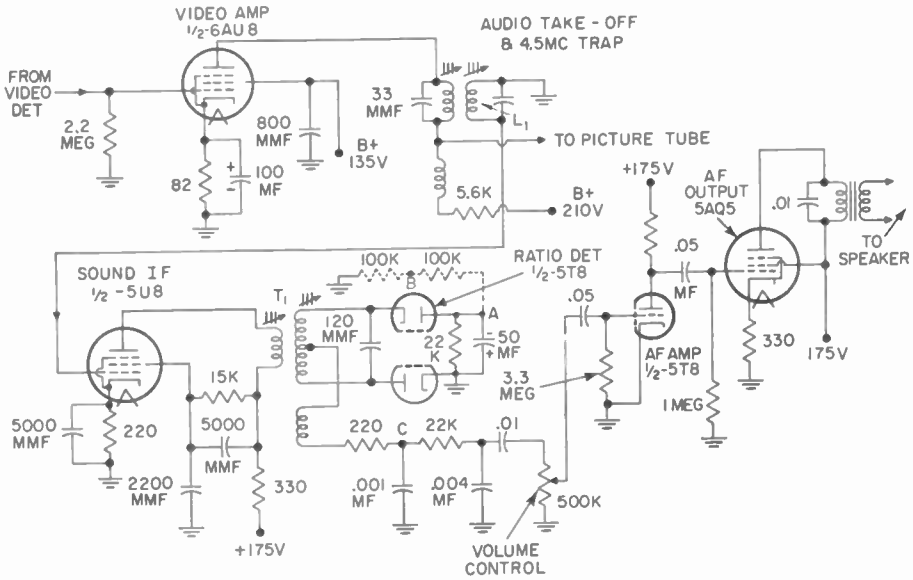 VIDEO AMP
1/2-6AU8
AUDIO TAKE-OFF
& 4.5MC TRAP
FROM
VIDEO
DET
2.2
MEG
82
+
-
100
MF
800
MMF
B+
135V
33
MMF
L1
TO PICTURE TUBE
5.6K
B+
210V
+175V
AF
OUTPUT
5AQ5
.01
TO
SPEAKER
SOUND IF
1/2-5U8
T1
100K
100K
B
RATIO DET
1/2-5T8
A
120
MMF
22
K
-
+
50
MF
.05
.05
MF
AF AMP
1/2-5T8
3.3
MEG
1 MEG
330
175V
5000
MMF
220
15K
5000
MMF
2200
MMF
330
+175V
220
C
22K
.01
.001
MF
.004
MF
500K
VOLUME
CONTROL